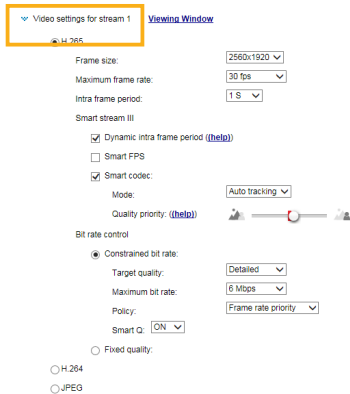 Video settings for stream 1 Viewing Window
H.265
Frame size: 2560x1920
Maximum frame rate: 30 fps
Intra frame period: 1 S
Smart stream III
Dynamic intra frame period ((help))
Smart FPS
Smart codec:
Mode: Auto tracking
Quality priority: ((help))
Bit rate control
Constrained bit rate:
Target quality: Detailed
Maximum bit rate: 6 Mbps
Policy: Frame rate priority
Smart Q: ON
Fixed quality:
H.264
JPEG